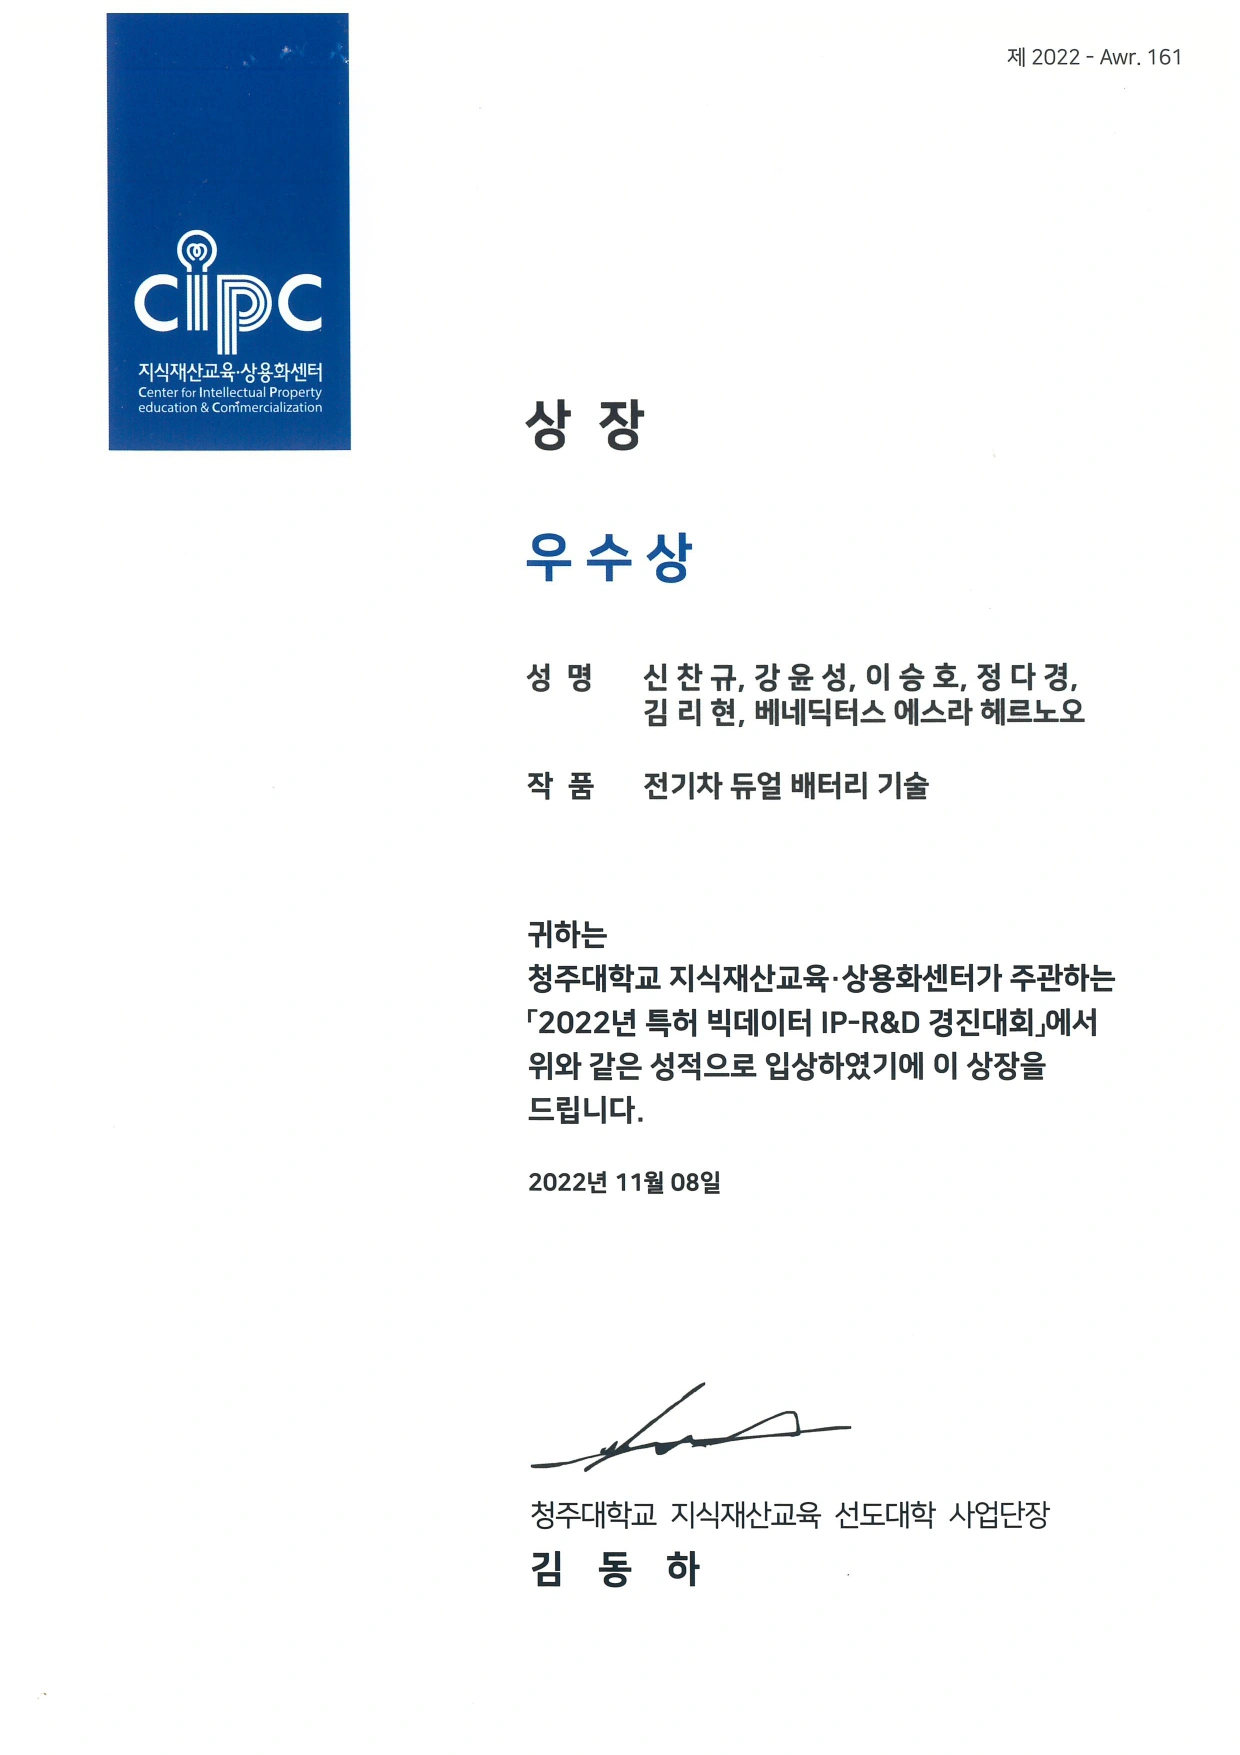 제 2022 - Awr. 161
cipc
지식재산교육·상용화센터
Center for Intellectual Property
education & Commercialization
상 장
우 수 상
성 명 신 찬 규, 강 윤 성, 이 승 호, 정 다 경,
김 리 현, 베네딕터스 에스라 헤르노오
작 품 전기차 듀얼 배터리 기술
귀하는
청주대학교 지식재산교육·상용화센터가 주관하는
「2022년 특허 빅데이터 IP-R&D 경진대회」에서
위와 같은 성적으로 입상하였기에 이 상장을
드립니다.
2022년 11월 08일
청주대학교 지식재산교육 선도대학 사업단장
김 동 하